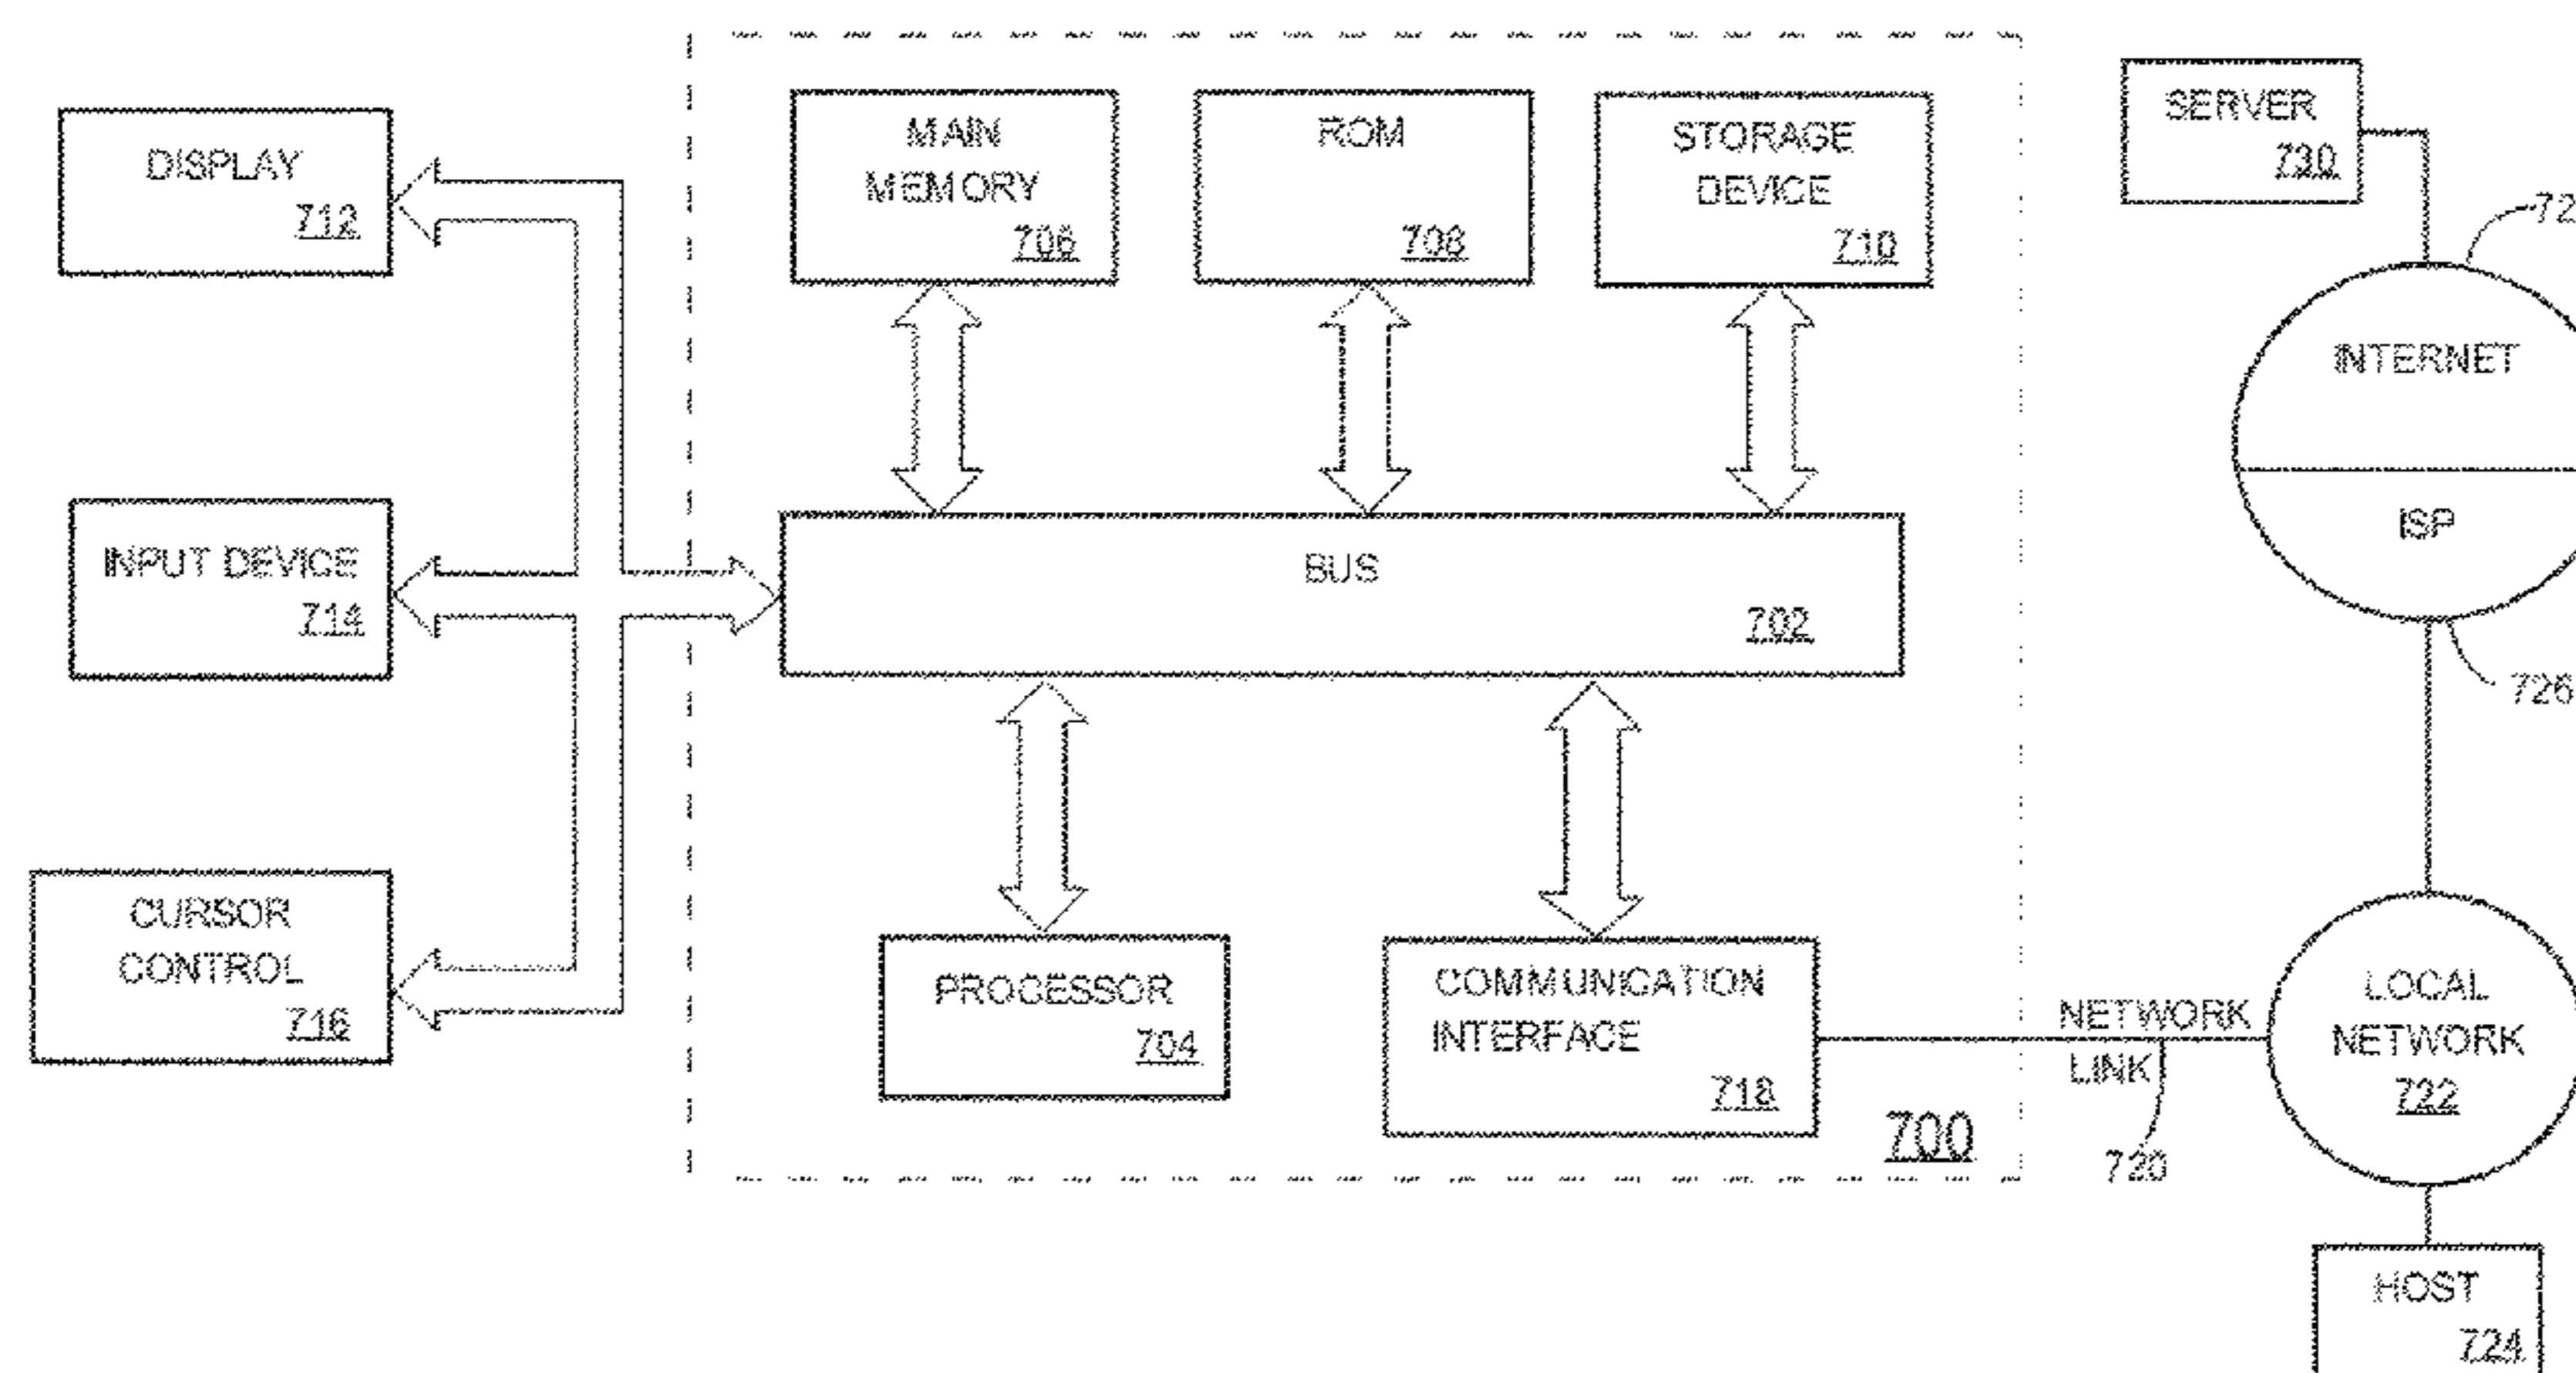 DISPLAY
712
INPUT DEVICE
714
CURSOR
CONTROL
716
MAIN
MEMORY
706
ROM
708
STORAGE
DEVICE
710
BUS
702
PROCESSOR
704
COMMUNICATION
INTERFACE
718
700
SERVER
730
INTERNET
ISP
726
NETWORK
LINK
720
LOCAL
NETWORK
722
HOST
724